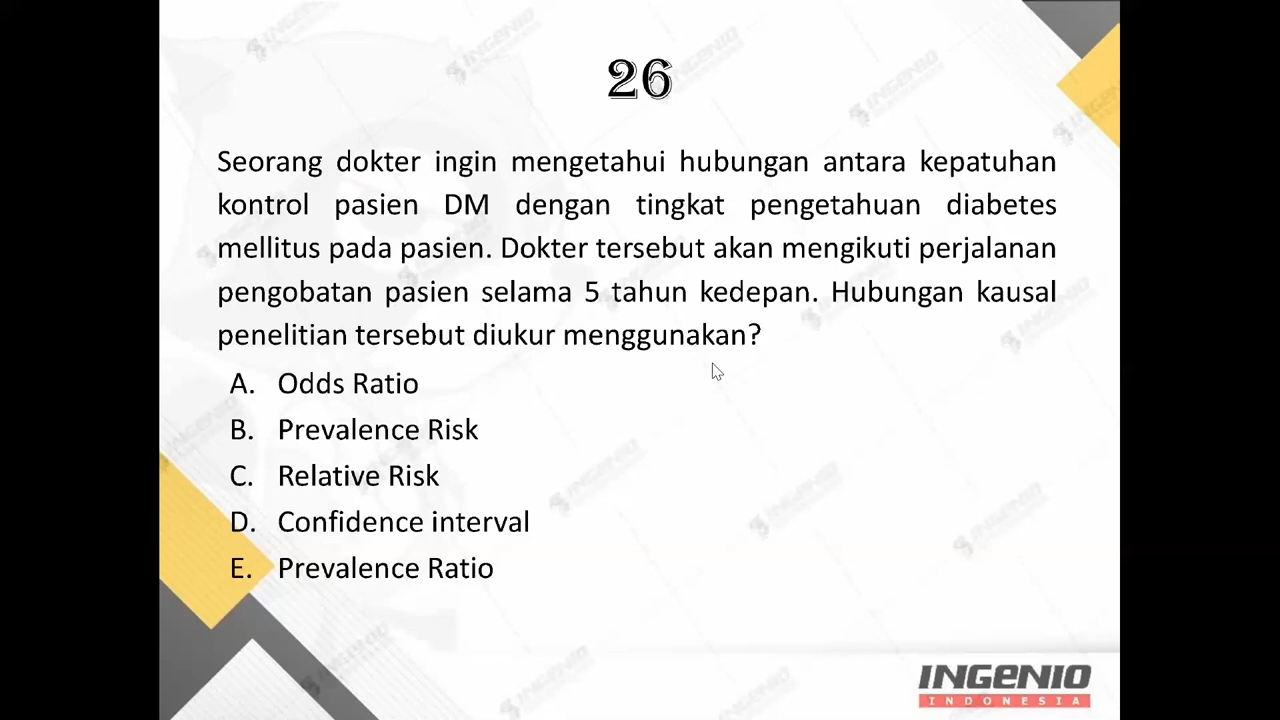 26
Seorang dokter ingin mengetahui hubungan antara kepatuhan
kontrol pasien DM dengan tingkat pengetahuan diabetes
mellitus pada pasien. Dokter tersebut akan mengikuti perjalanan
pengobatan pasien selama 5 tahun kedepan. Hubungan kausal
penelitian tersebut diukur menggunakan?
A. Odds Ratio
B. Prevalence Risk
C. Relative Risk
D. Confidence interval
E. Prevalence Ratio
INGENIO
INDONESIA